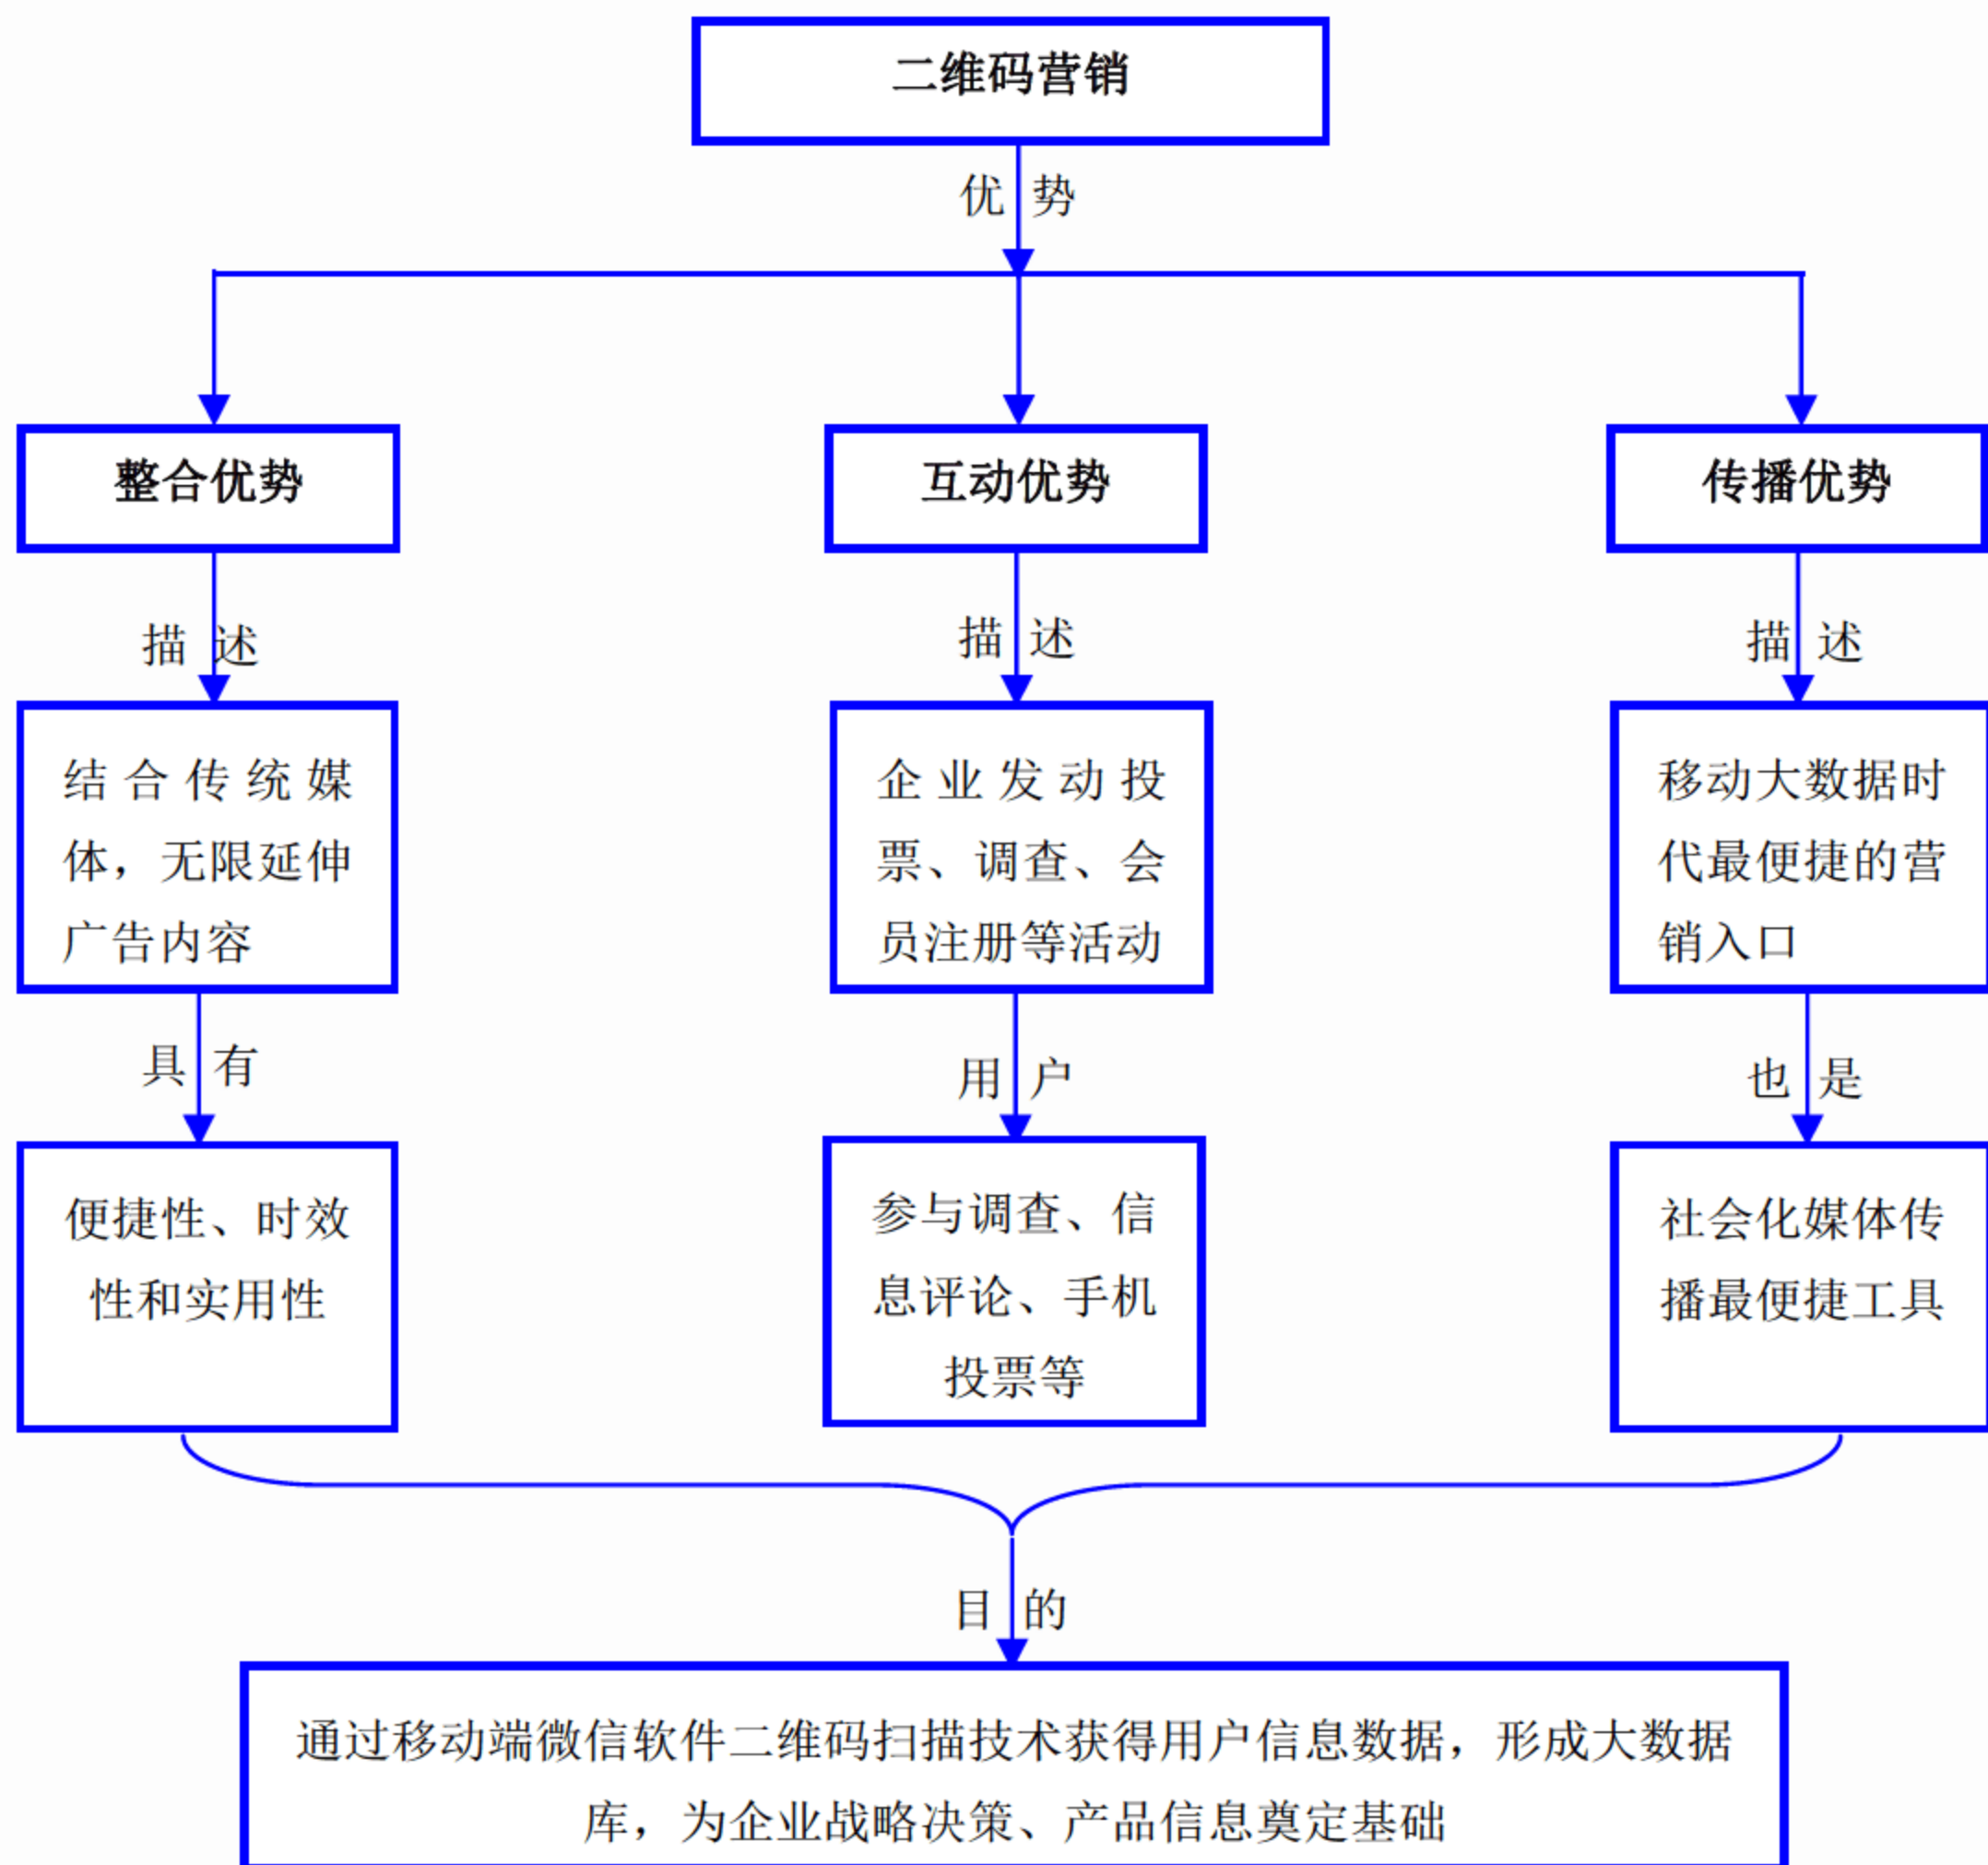 二维码营销
优 势
整合优势
互动优势
传播优势
描 述
描 述
描 述
结合传统媒
体，无限延伸
广告内容
企业发动投
票、调查、会
员注册等活动
移动大数据时
代最便捷的营
销入口
具 有
用 户
也 是
便捷性、时效
性和实用性
参与调查、信
息评论、手机
投票等
社会化媒体传
播最便捷工具
目 的
通过移动端微信软件二维码扫描技术获得用户信息数据，形成大数据
库，为企业战略决策、产品信息奠定基础